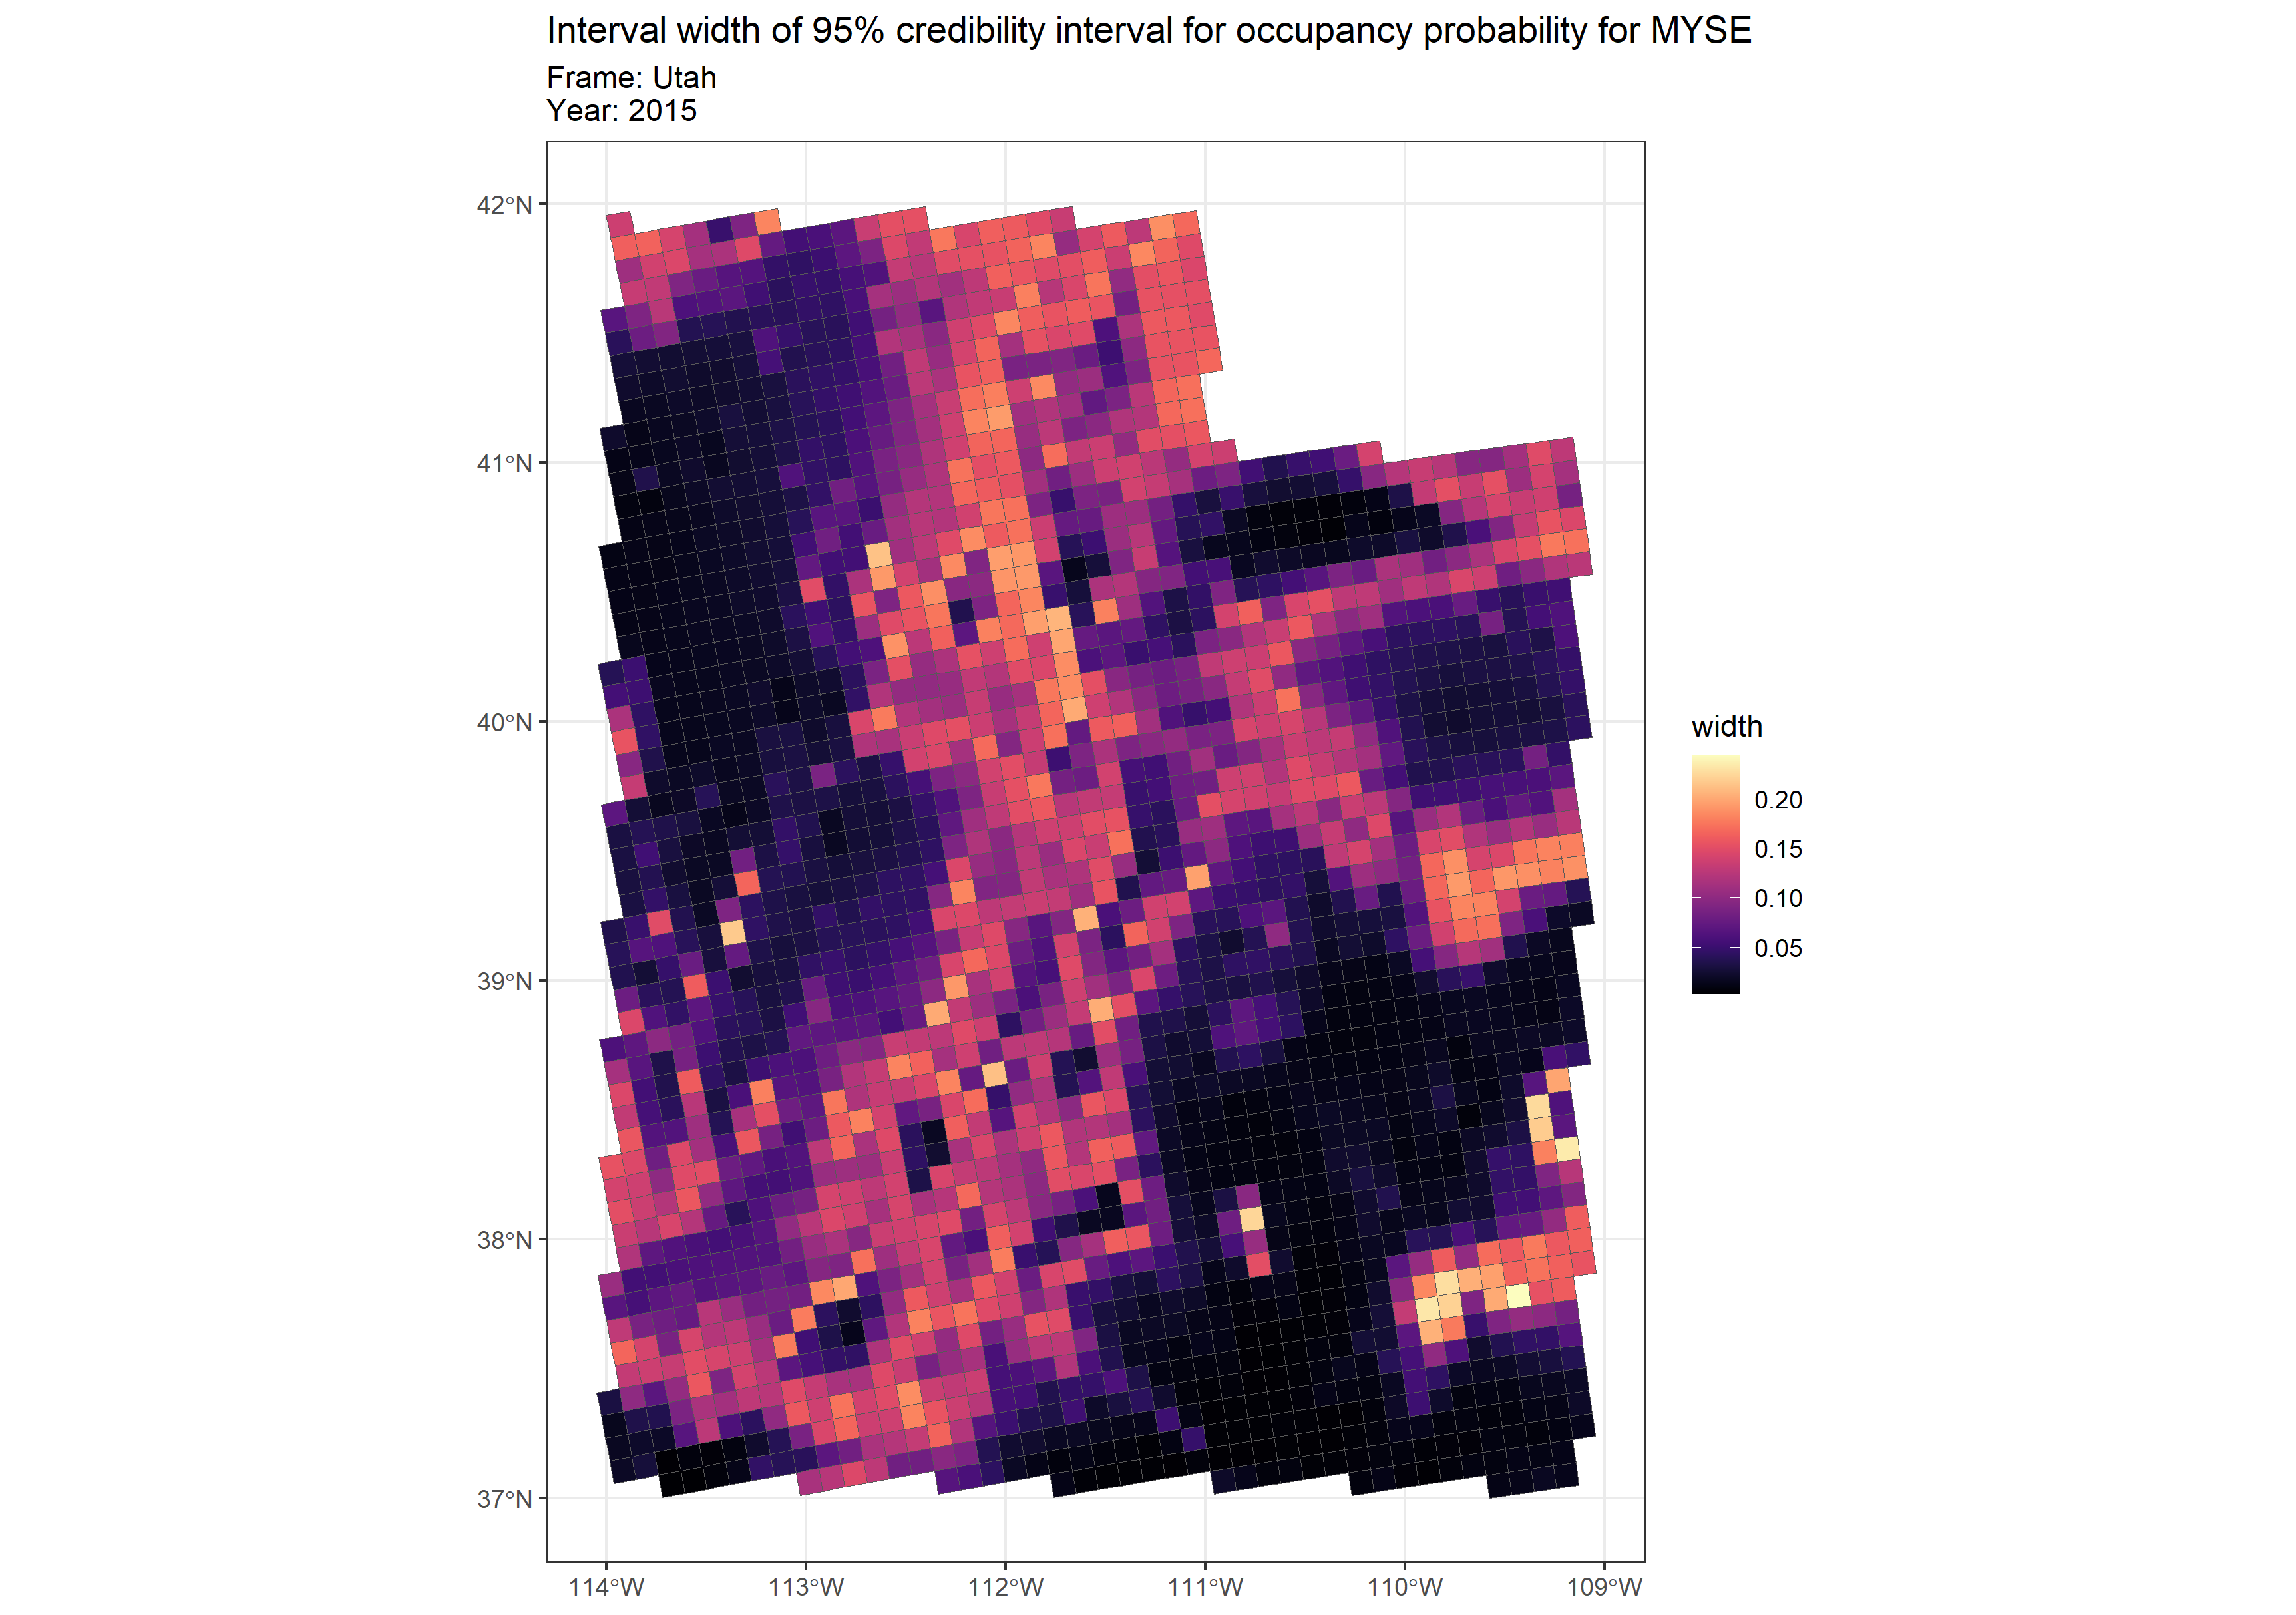 Interval width of 95% credibility interval for occupancy probability for MYSE
Frame: Utah
Year: 2015
42°N
41°N
40°N
39°N
38°N
37°N
114°W
113°W
112°W
111°W
110°W
109°W
width
0.20
0.15
0.10
0.05